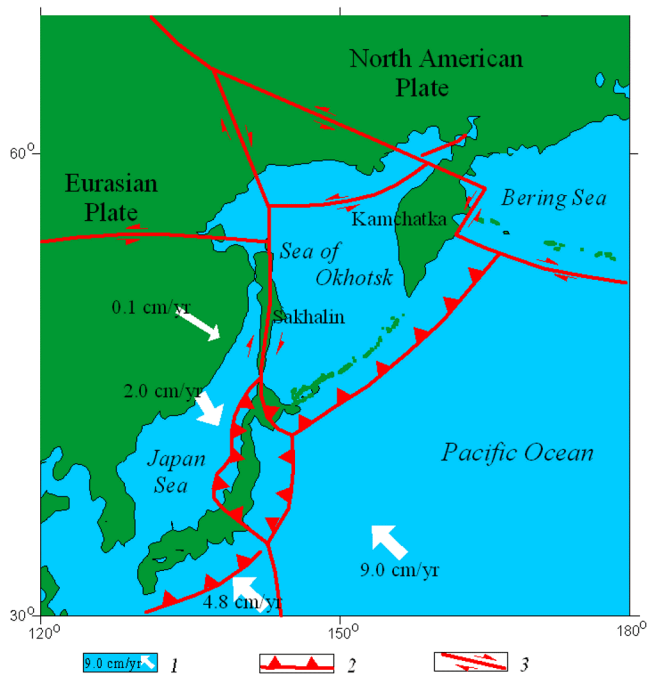 North American
Plate
60°
Eurasian
Plate
Bering Sea
Kamchatka
Sea of
Okhotsk
0.1 cm/yr
Sakhalin
2.0 cm/yr
Japan
Sea
Pacific Ocean
9.0 cm/yr
4.8 cm/yr
30°
120°
150°
180°
9.0 cm/yr 1
2
3